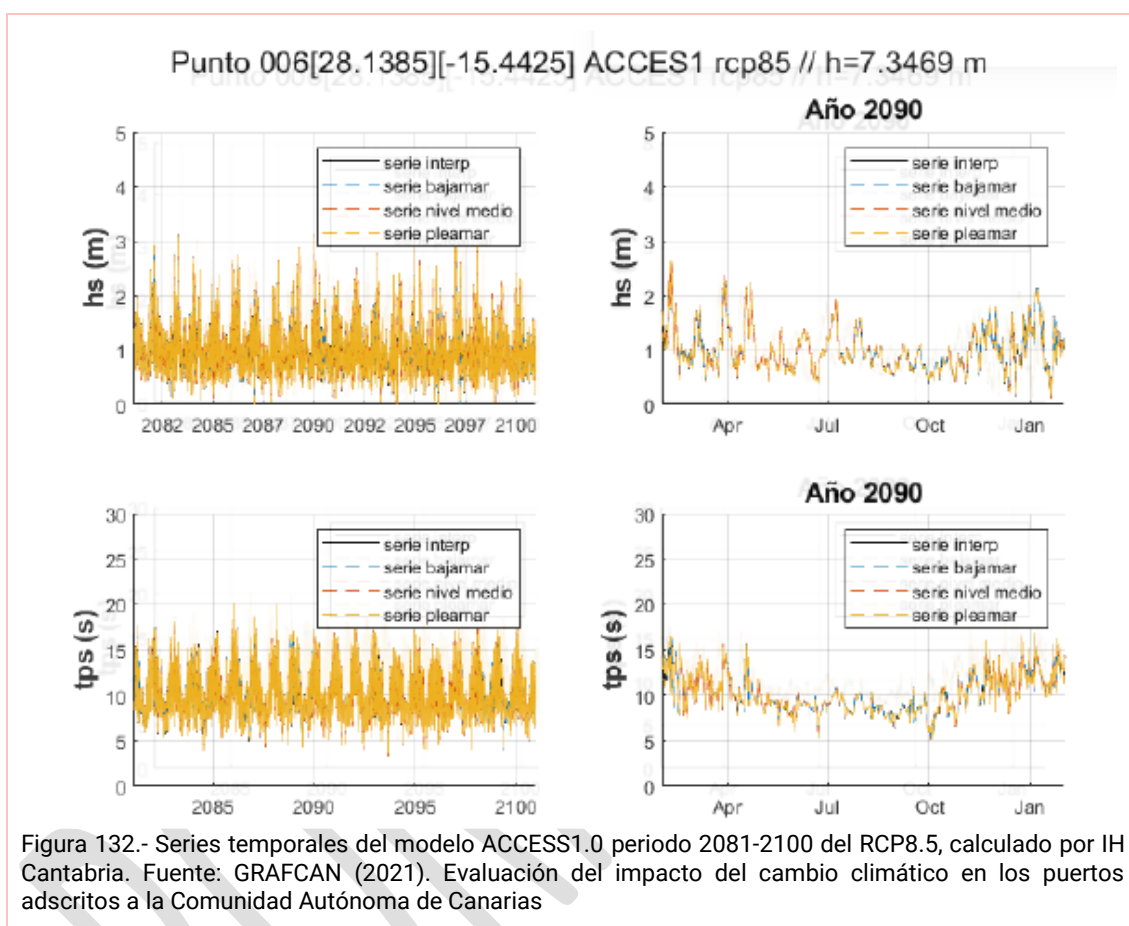 Punto 006[28.1385][-15.4425] ACCES1 rcp85 // h=7.3469 m
Año 2090
5
4
3
2
1
0
hs (m)
serie interp
serie bajamar
serie nivel medio
serie pleamar
2082 2085 2087 2090 2092 2095 2097 2100
5
4
3
2
1
0
hs (m)
serie interp
serie bajamar
serie nivel medio
serie pleamar
Apr Jul Oct Jan
30
25
20
15
10
5
0
tps (s)
serie interp
serie bajamar
serie nivel medio
serie pleamar
2085 2090 2095 2100
Año 2090
30
25
20
15
10
5
0
tps (s)
serie interp
serie bajamar
serie nivel medio
serie pleamar
Apr Jul Oct Jan
Figura 132.- Series temporales del modelo ACCESS1.0 periodo 2081-2100 del RCP8.5, calculado por IH
Cantabria. Fuente: GRAFCAN (2021). Evaluación del impacto del cambio climático en los puertos
adscritos a la Comunidad Autónoma de Canarias